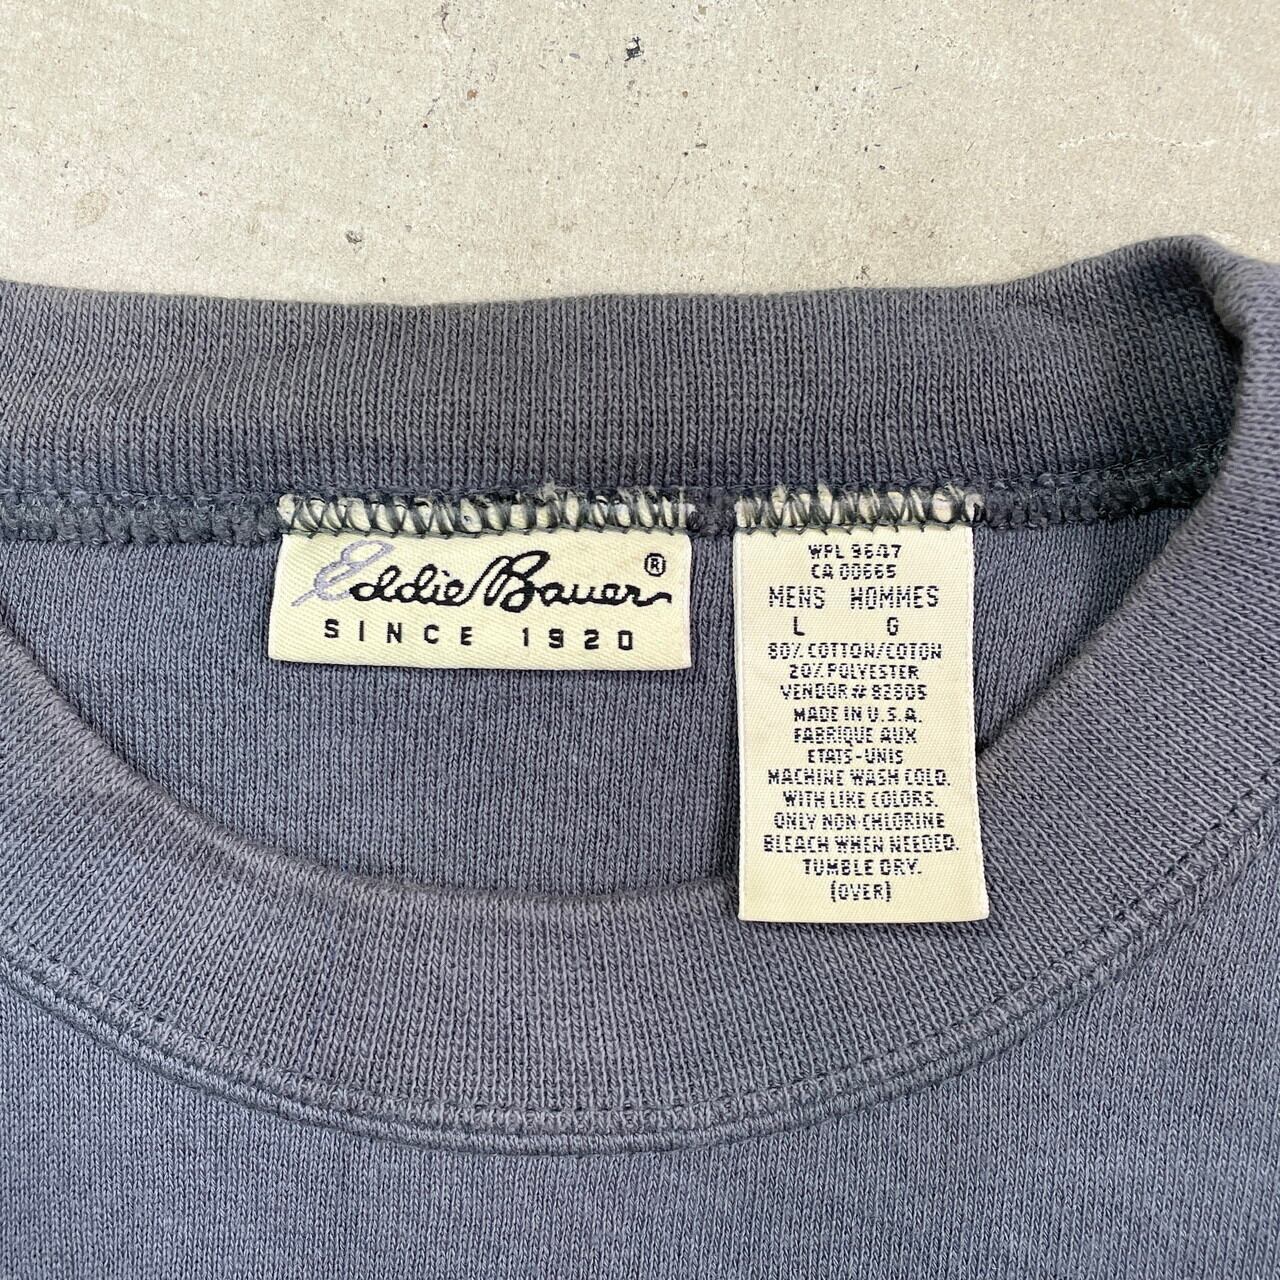 Eddie Bauer ®
SINCE 1920
WPL 9647
CA 00665
MENS HOMMES
L G
80% COTTON/COTON
20% POLYESTER
VENDOR# 92805
MADE IN U.S.A.
FABRIQUE AUX
ETATS-UNIS
MACHINE WASH COLD.
WITH LIKE COLORS.
ONLY NON-CHLORINE
BLEACH WHEN NEEDED.
TUMBLE DRY.
(OVER)